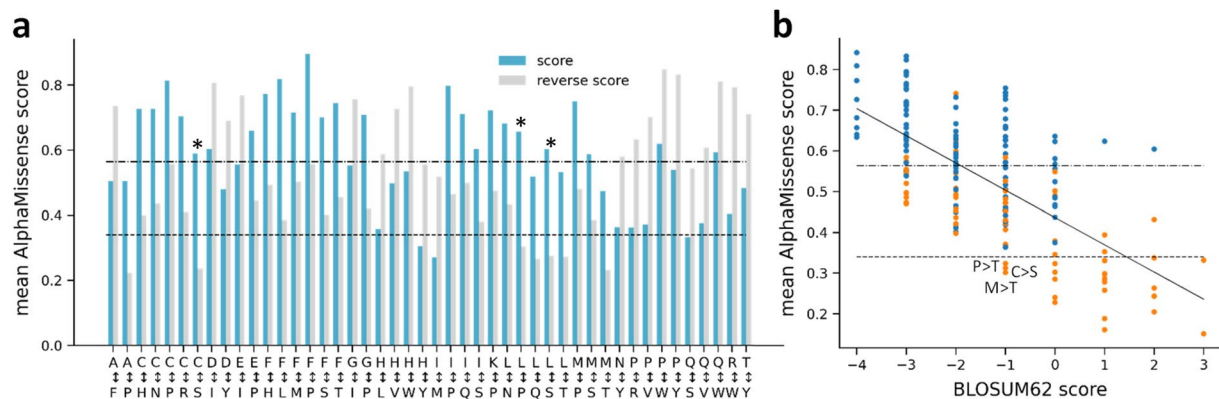 a
score
reverse score
mean AlphaMissense score
0.8
0.6
0.4
0.2
0.0
*
*
*
A A C C C C C D D E E F F F F F F G G H H H H I I I I K L L L L L M M M N P P P P Q Q Q R T
↕ ↕ ↕ ↕ ↕ ↕ ↕ ↕ ↕ ↕ ↕ ↕ ↕ ↕ ↕ ↕ ↕ ↕ ↕ ↕ ↕ ↕ ↕ ↕ ↕ ↕ ↕ ↕ ↕ ↕ ↕ ↕ ↕ ↕ ↕ ↕ ↕ ↕ ↕ ↕ ↕ ↕ ↕ ↕ ↕ ↕
F P H N P R S I Y I P H L M P S T I P L V W Y M P Q S P N P Q S T P S T Y R V W Y S V W W Y
b
mean AlphaMissense score
0.8
0.7
0.6
0.5
0.4
0.3
0.2
P>T
C>S
M>T
−4 −3 −2 −1 0 1 2 3
BLOSUM62 score